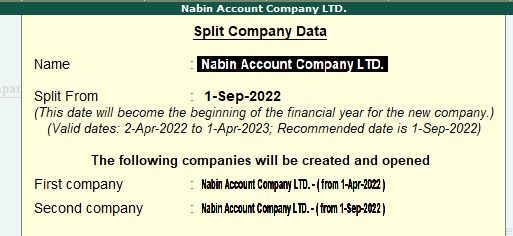 Nabin Account Company LTD.
Split Company Data
Name : Nabin Account Company LTD.
Split From : 1-Sep-2022
(This date will become the beginning of the financial year for the new company.)
(Valid dates: 2-Apr-2022 to 1-Apr-2023; Recommended date is 1-Sep-2022)
The following companies will be created and opened
First company : Nabin Account Company LTD. - ( from 1-Apr-2022 )
Second company : Nabin Account Company LTD. - ( from 1-Sep-2022 )